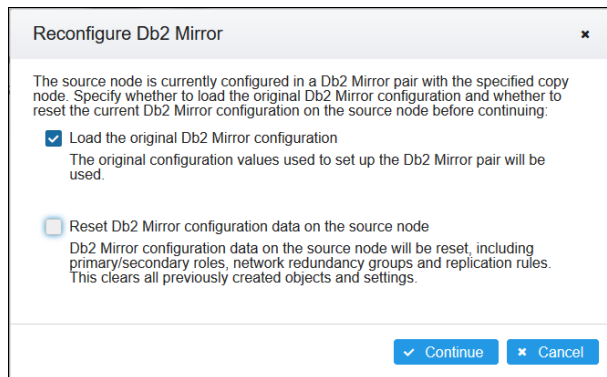 Reconfigure Db2 Mirror
The source node is currently configured in a Db2 Mirror pair with the specified copy
node. Specify whether to load the original Db2 Mirror configuration and whether to
reset the current Db2 Mirror configuration on the source node before continuing:
Load the original Db2 Mirror configuration
The original configuration values used to set up the Db2 Mirror pair will be
used.
Reset Db2 Mirror configuration data on the source node
Db2 Mirror configuration data on the source node will be reset, including
primary/secondary roles, network redundancy groups and replication rules.
This clears all previously created objects and settings.
Continue Cancel